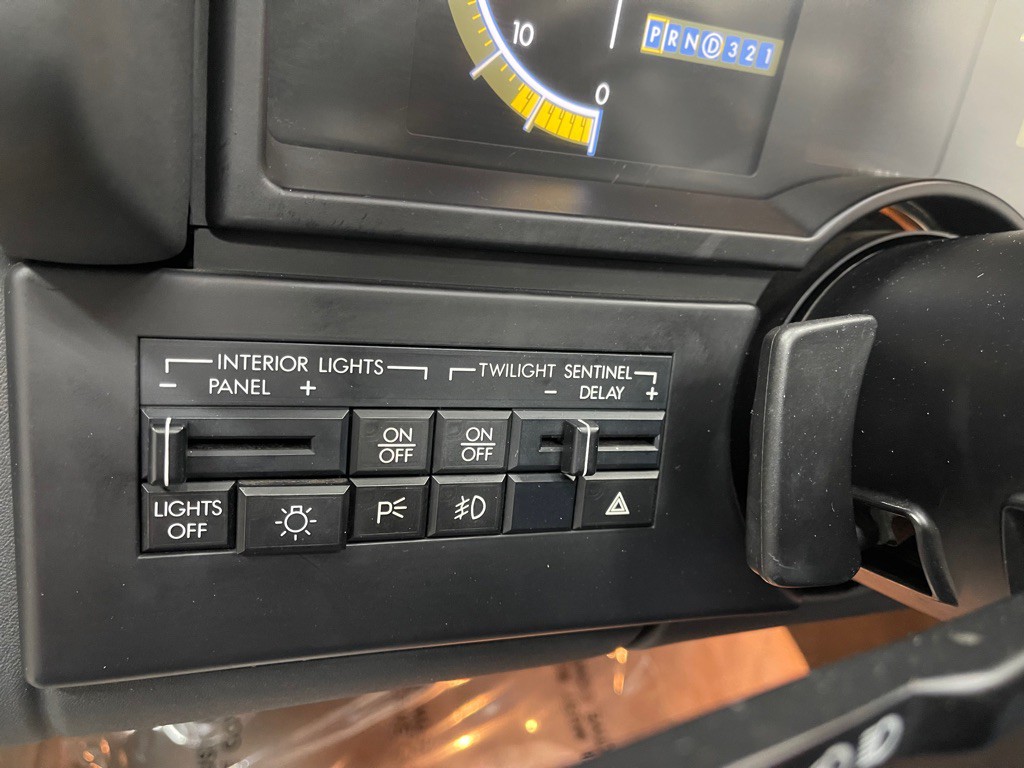 10
0
PRND321
INTERIOR LIGHTS
TWILIGHT SENTINEL
− PANEL +
− DELAY +
ON
OFF
ON
OFF
LIGHTS
OFF
P